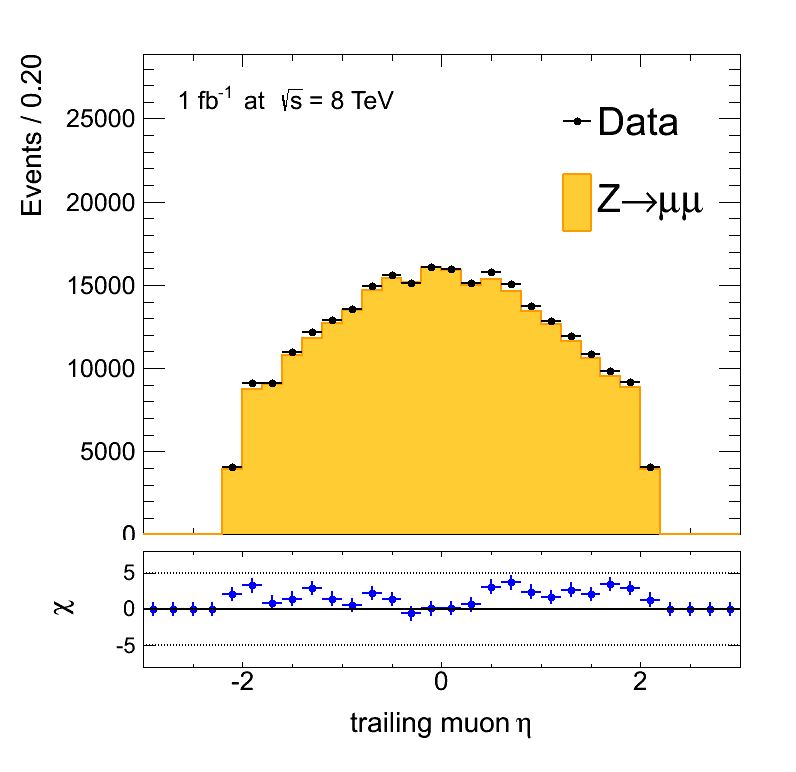 Events / 0.20
1 fb-1 at √s = 8 TeV
Data
Z→μμ
25000
20000
15000
10000
5000
0
χ
5
0
-5
-2 0 2
trailing muon η